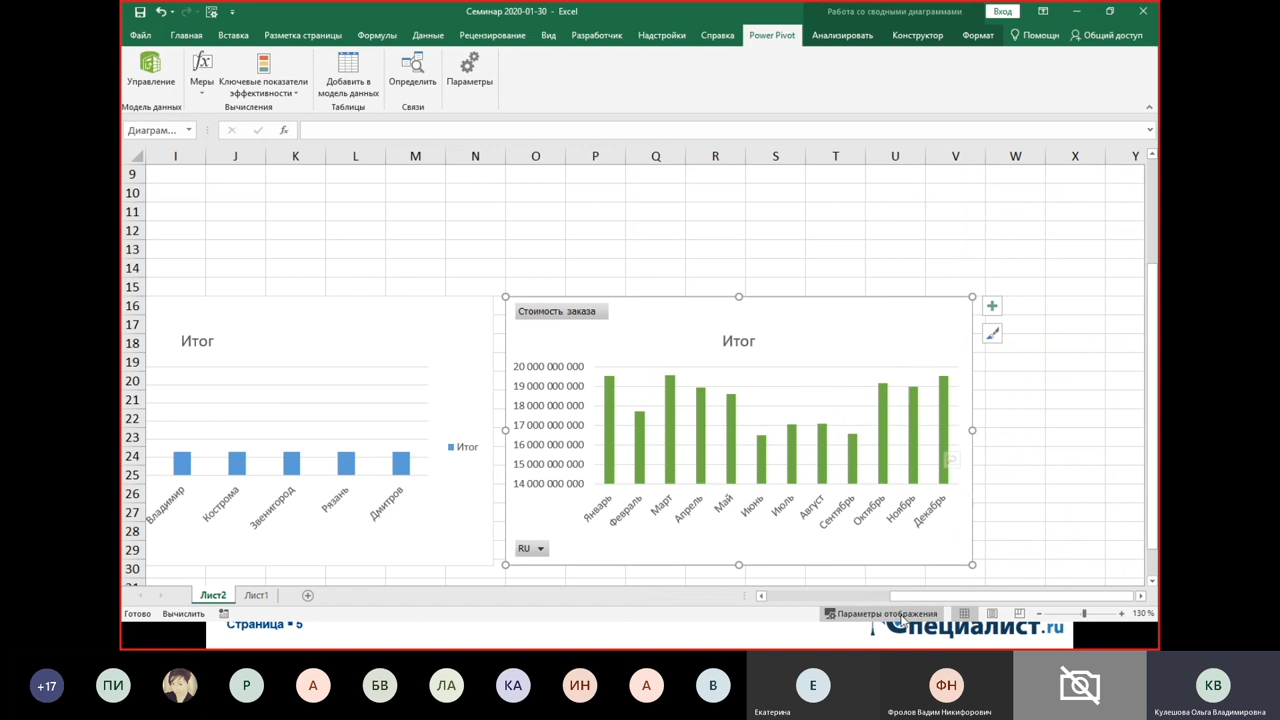 Семинар 2020-01-30 - Excel
Работа со сводными диаграммами
Вход
Файл
Главная
Вставка
Разметка страницы
Формулы
Данные
Рецензирование
Вид
Разработчик
Надстройки
Справка
Power Pivot
Анализировать
Конструктор
Формат
Помощн
Общий доступ
Управление
Меры
Ключевые показатели
эффективности
Добавить в
модель данных
Определить
Параметры
Модель данных
Вычисления
Таблицы
Связи
Диаграм...
fx
I J K L M N O P Q R S T U V W X Y
9
10
11
12
13
14
15
16
17
18
19
20
21
22
23
24
25
26
27
28
29
30
Итог
Итог
Владимир
Кострома
Звенигород
Рязань
Дмитров
Стоимость заказа
Итог
20 000 000 000
19 000 000 000
18 000 000 000
17 000 000 000
16 000 000 000
15 000 000 000
14 000 000 000
Январь
Февраль
Март
Апрель
Май
Июнь
Июль
Август
Сентябрь
Октябрь
Ноябрь
Декабрь
RU
Лист2
Лист1
Готово
Вычислить
Параметры отображения
130 %
Страница ▪ 5
Специалист.ru
+17
ПИ
Р
А
БВ
ЛА
КА
ИН
А
В
Е
ФН
КВ
Екатерина
Фролов Вадим Никифорович
Кулешова Ольга Владимировна